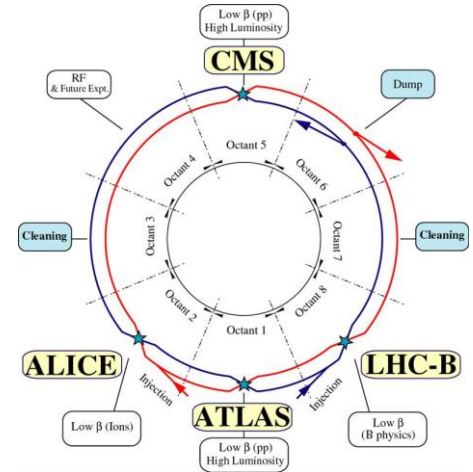 Low β (pp)
High Luminosity
CMS
RF
& Future Expt.
Dump
Octant 5
Octant 4
Octant 6
Octant 3
Octant 7
Cleaning
Cleaning
Octant 2
Octant 8
Octant 1
ALICE
LHC-B
Injection
Injection
ATLAS
Low β (Ions)
Low β
(B physics)
Low β (pp)
High Luminosity